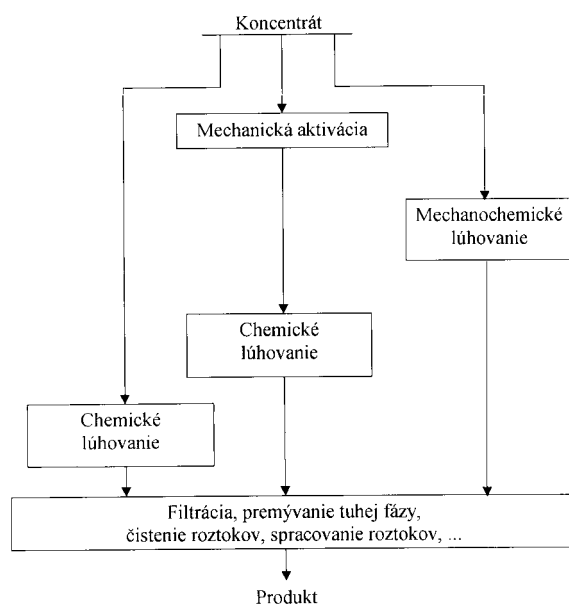 Koncentrát
Mechanická aktivácia
Mechanochemické
lúhovanie
Chemické
lúhovanie
Chemické
lúhovanie
Filtrácia, premývanie tuhej fázy,
čistenie roztokov, spracovanie roztokov, ...
Produkt